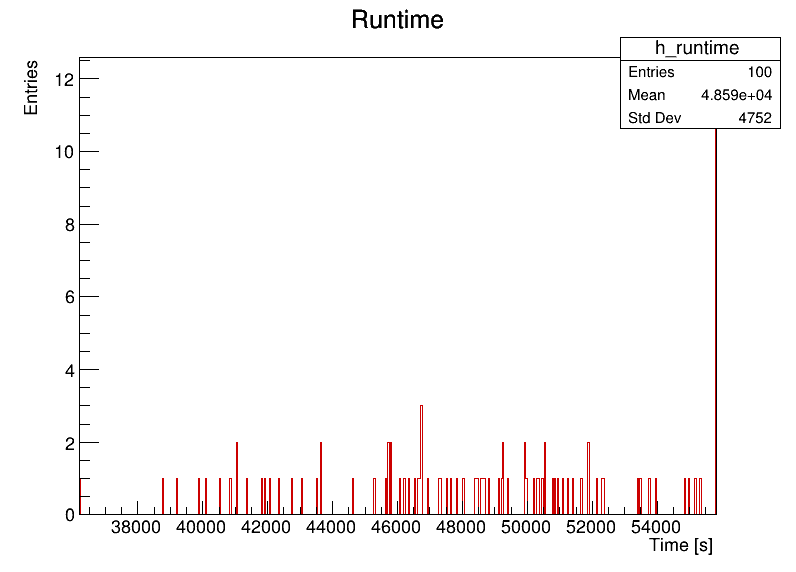 Runtime
h_runtime
Entries 100
Mean 4.859e+04
Std Dev 4752
Entries
12
10
8
6
4
2
0
38000 40000 42000 44000 46000 48000 50000 52000 54000
Time [s]